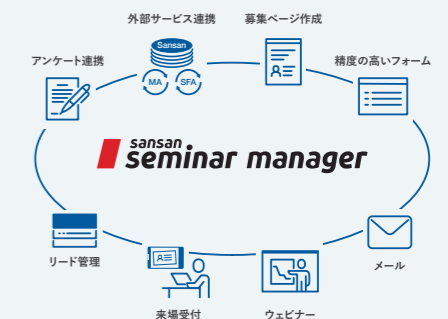 外部サービス連携
募集ページ作成
アンケート連携
Sansan
MA
SFA
精度の高いフォーム
sansan
seminar manager
リード管理
メール
来場受付
ウェビナー